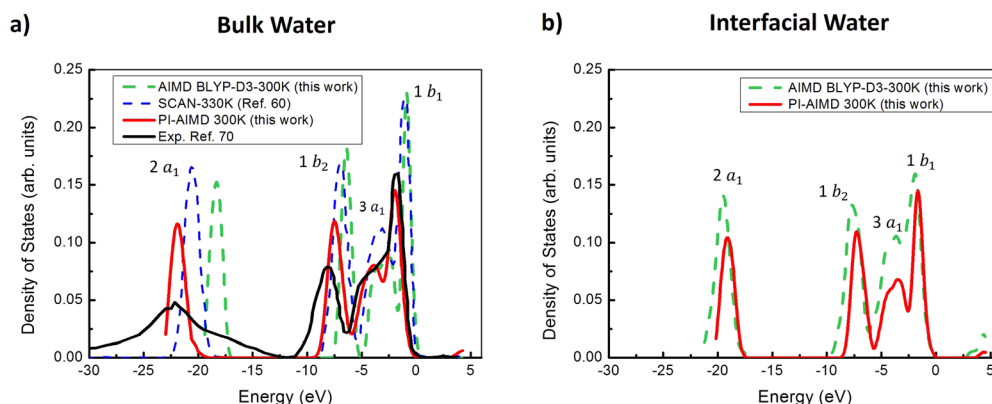 a)
Bulk Water
AIMD BLYP-D3-300K (this work)
SCAN-330K (Ref. 60)
PI-AIMD 300K (this work)
Exp. Ref. 70
2 a₁
1 b₂
3 a₁
1 b₁
Density of States (arb. units)
0.25
0.20
0.15
0.10
0.05
0.00
-30 -25 -20 -15 -10 -5 0 5
Energy (eV)
b)
Interfacial Water
AIMD BLYP-D3-300K (this work)
PI-AIMD 300K (this work)
2 a₁
1 b₂
3 a₁
1 b₁
Density of States (arb. units)
0.25
0.20
0.15
0.10
0.05
0.00
-30 -25 -20 -15 -10 -5 0 5
Energy (eV)